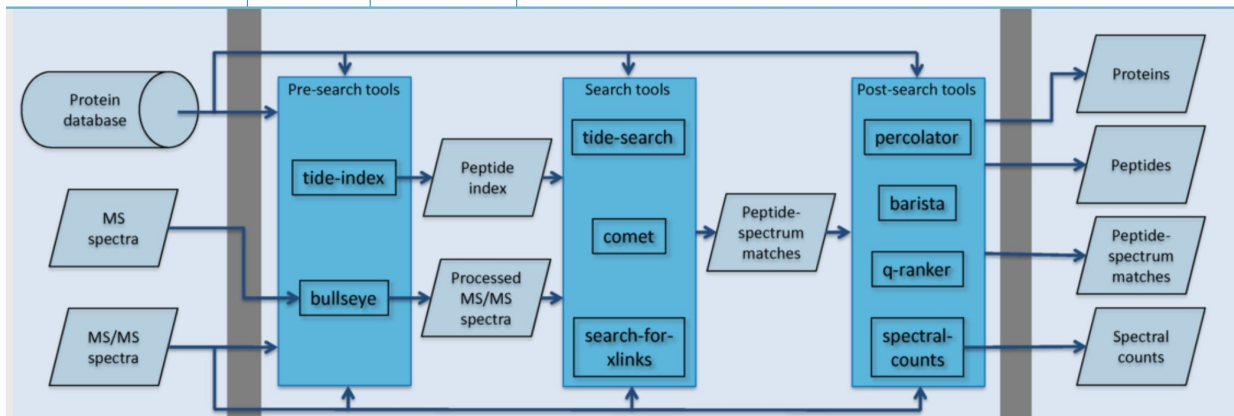 Protein
database
MS
spectra
MS/MS
spectra
Pre-search tools
tide-index
bullseye
Peptide
index
Processed
MS/MS
spectra
Search tools
tide-search
comet
search-for-
xlinks
Peptide-
spectrum
matches
Post-search tools
percolator
barista
q-ranker
spectral-
counts
Proteins
Peptides
Peptide-
spectrum
matches
Spectral
counts